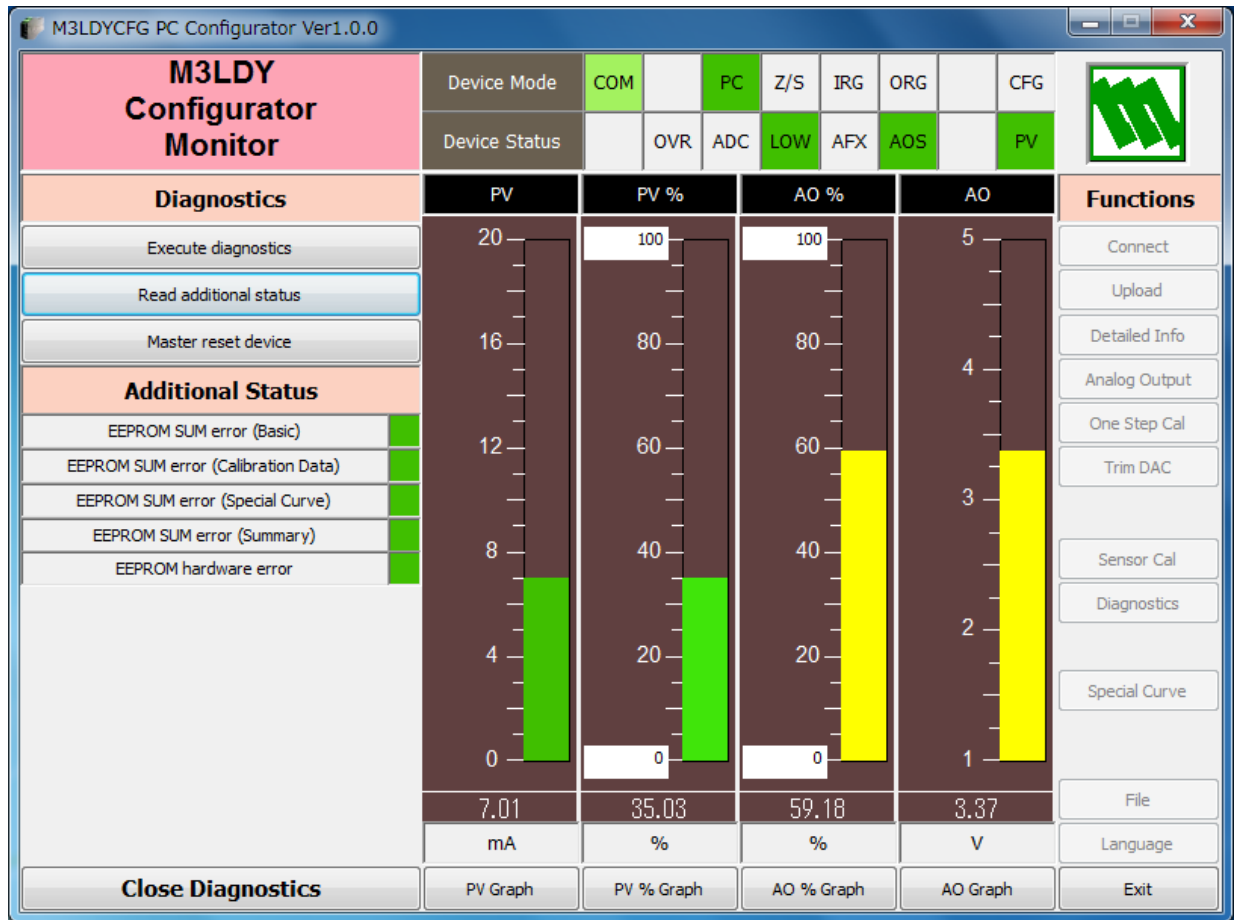 M3LDYCFG PC Configurator Ver1.0.0
M3LDY
Configurator
Monitor
Device Mode
COM
PC
Z/S
IRG
ORG
CFG
Device Status
OVR
ADC
LOW
AFX
AOS
PV
Diagnostics
Execute diagnostics
Read additional status
Master reset device
Additional Status
EEPROM SUM error (Basic)
EEPROM SUM error (Calibration Data)
EEPROM SUM error (Special Curve)
EEPROM SUM error (Summary)
EEPROM hardware error
Close Diagnostics
PV
20
16
12
8
4
0
7.01
mA
PV Graph
PV %
100
80
60
40
20
0
35.03
%
PV % Graph
AO %
100
80
60
40
20
0
59.18
%
AO % Graph
AO
5
4
3
2
1
3.37
V
AO Graph
Functions
Connect
Upload
Detailed Info
Analog Output
One Step Cal
Trim DAC
Sensor Cal
Diagnostics
Special Curve
File
Language
Exit